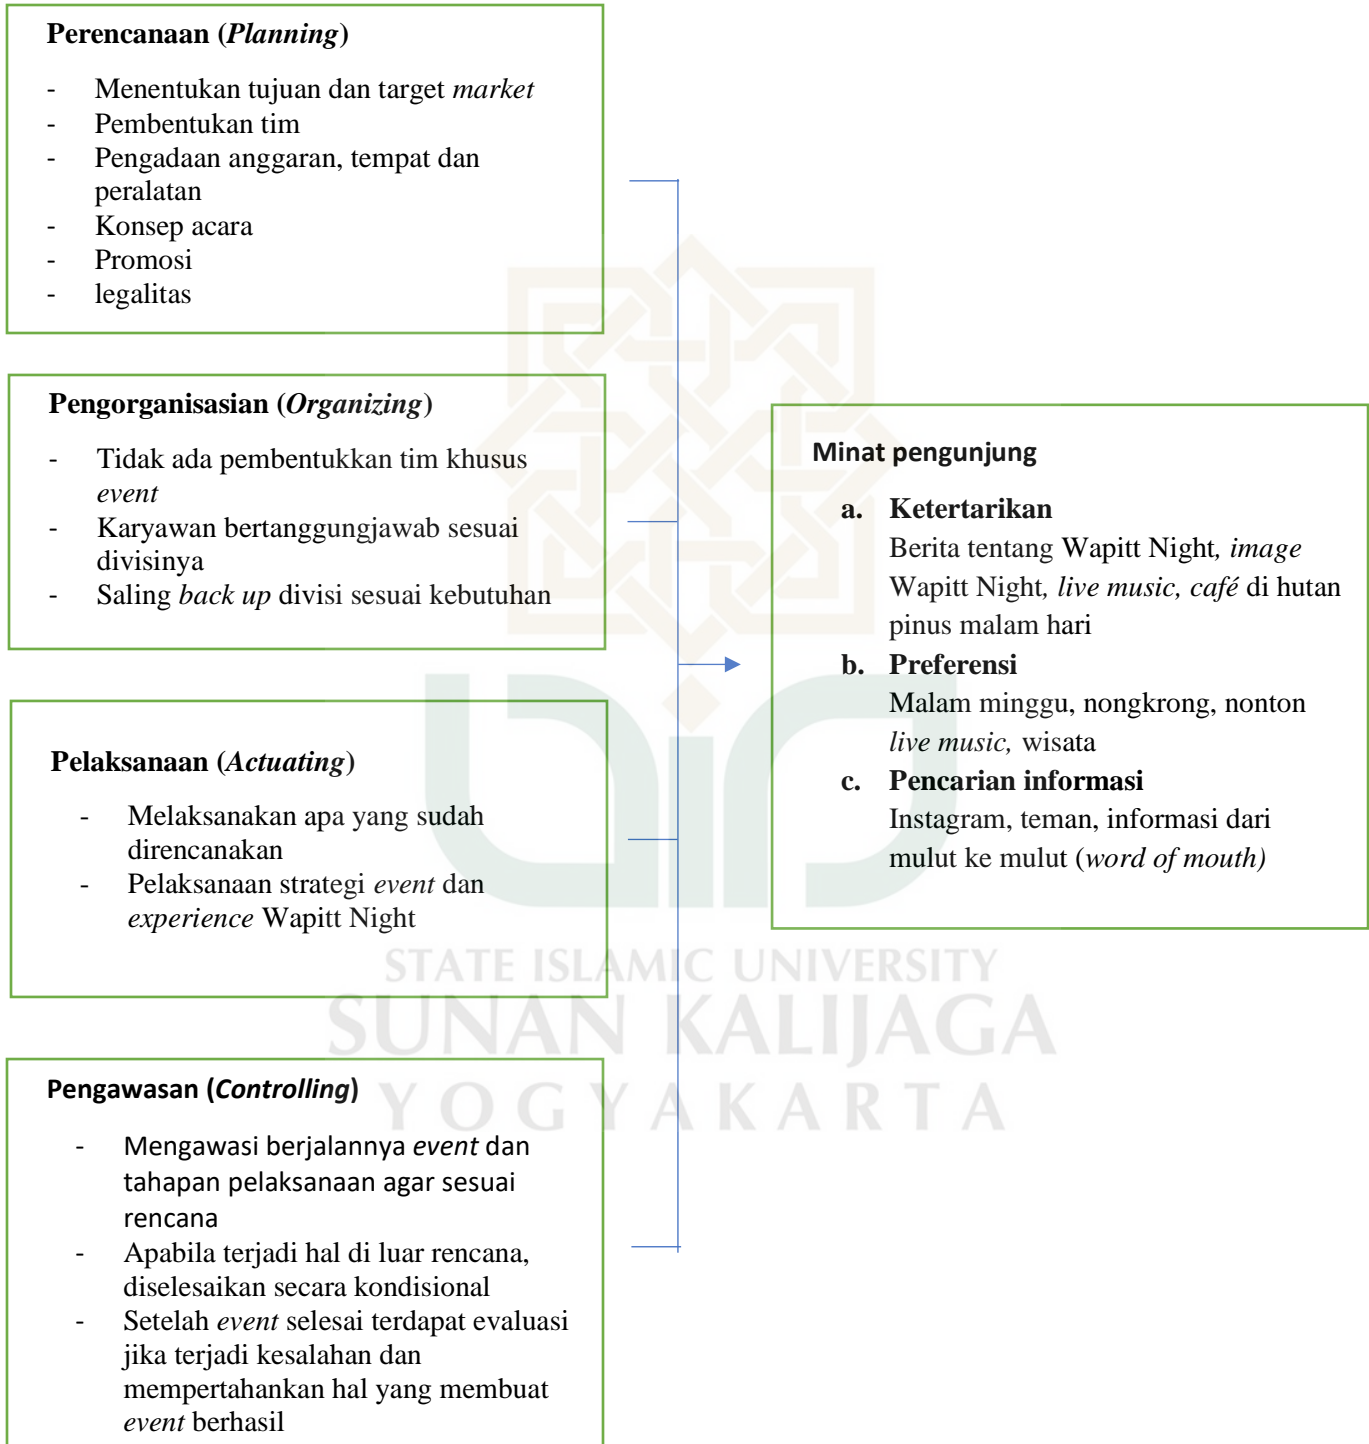 Perencanaan (Planning)
- Menentukan tujuan dan target market
- Pembentukan tim
- Pengadaan anggaran, tempat dan
peralatan
- Konsep acara
- Promosi
- legalitas
Pengorganisasian (Organizing)
- Tidak ada pembentukkan tim khusus
event
- Karyawan bertanggungjawab sesuai
divisinya
- Saling back up divisi sesuai kebutuhan
Pelaksanaan (Actuating)
- Melaksanakan apa yang sudah
direncanakan
- Pelaksanaan strategi event dan
experience Wapitt Night
Pengawasan (Controlling)
- Mengawasi berjalannya event dan
tahapan pelaksanaan agar sesuai
rencana
- Apabila terjadi hal di luar rencana,
diselesaikan secara kondisional
- Setelah event selesai terdapat evaluasi
jika terjadi kesalahan dan
mempertahankan hal yang membuat
event berhasil
Minat pengunjung
a. Ketertarikan
Berita tentang Wapitt Night, image
Wapitt Night, live music, café di hutan
pinus malam hari
b. Preferensi
Malam minggu, nongkrong, nonton
live music, wisata
c. Pencarian informasi
Instagram, teman, informasi dari
mulut ke mulut (word of mouth)
STATE ISLAMIC UNIVERSITY
SUNAN KALIJAGA
YOGYAKARTA